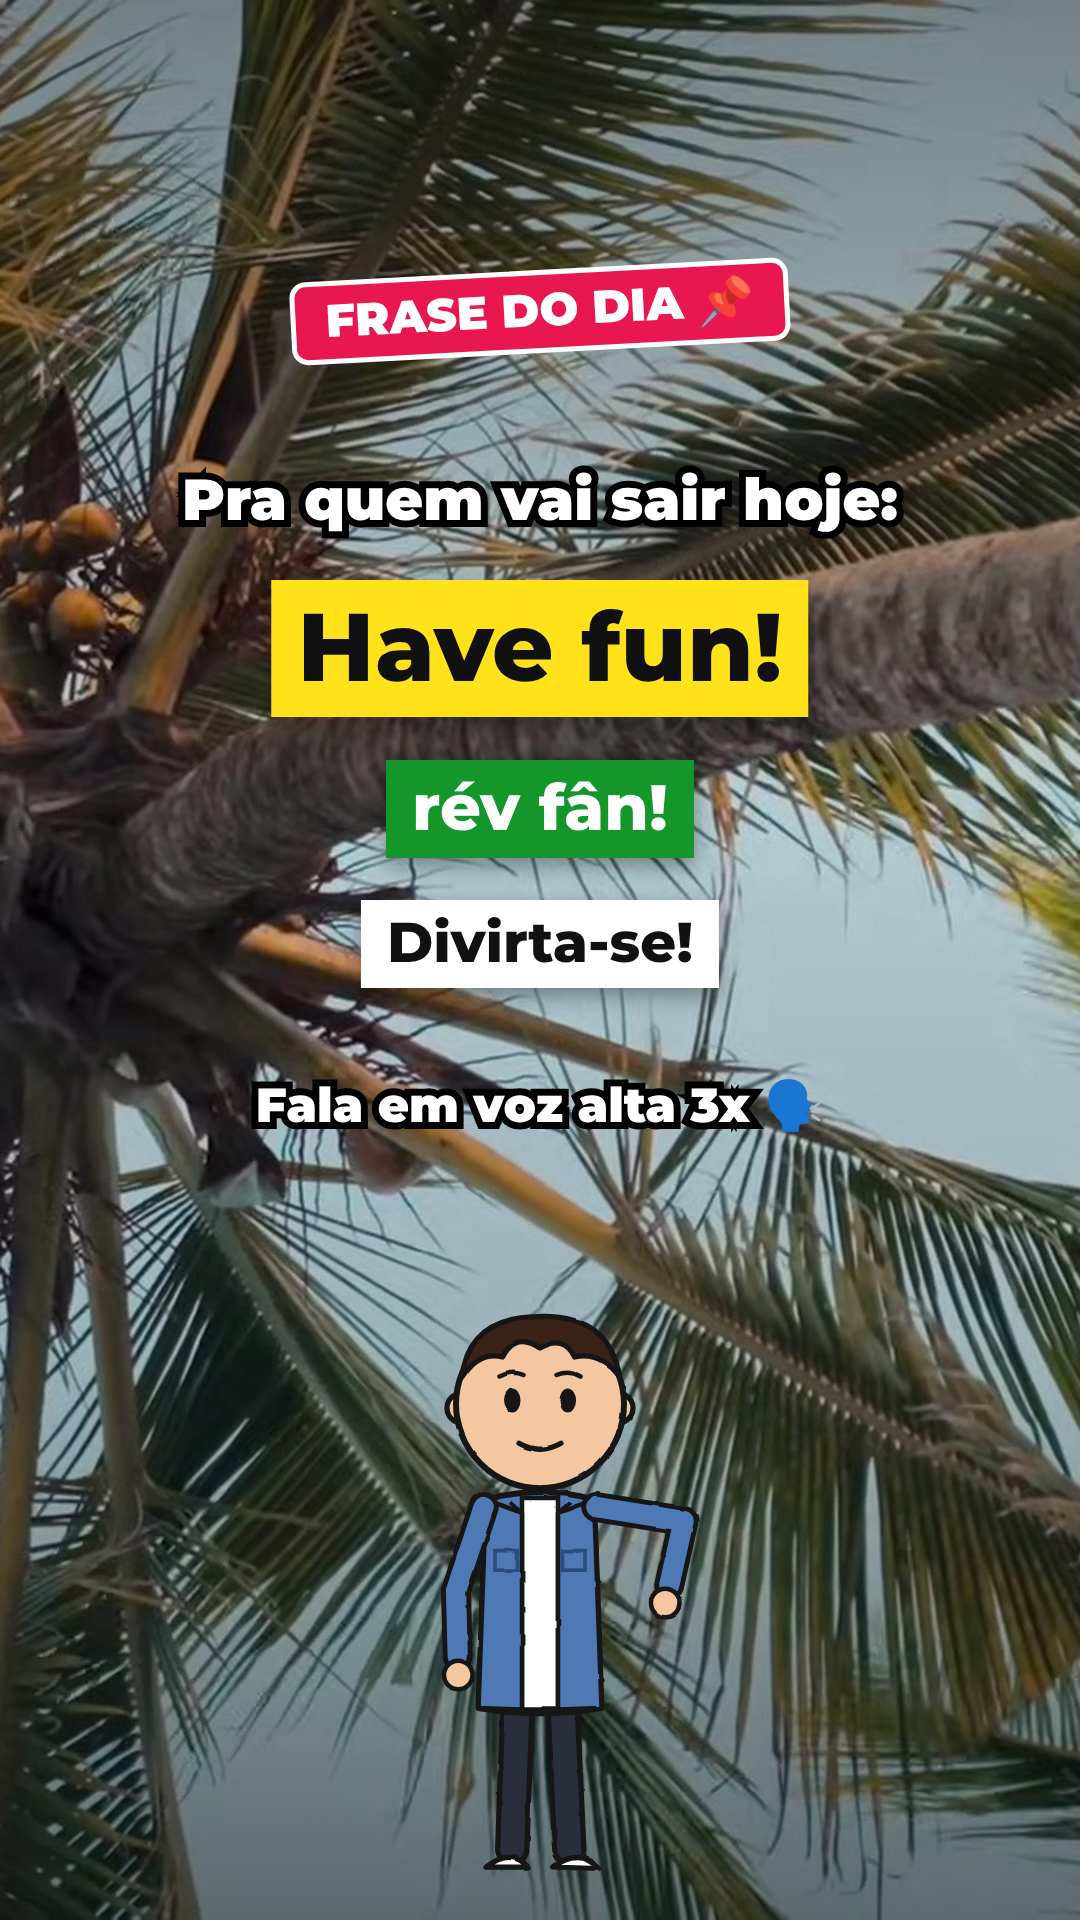 FRASE DO DIA 📌
Pra quem vai sair hoje:
Have fun!
rév fân!
Divirta-se!
Fala em voz alta 3x 🗣️